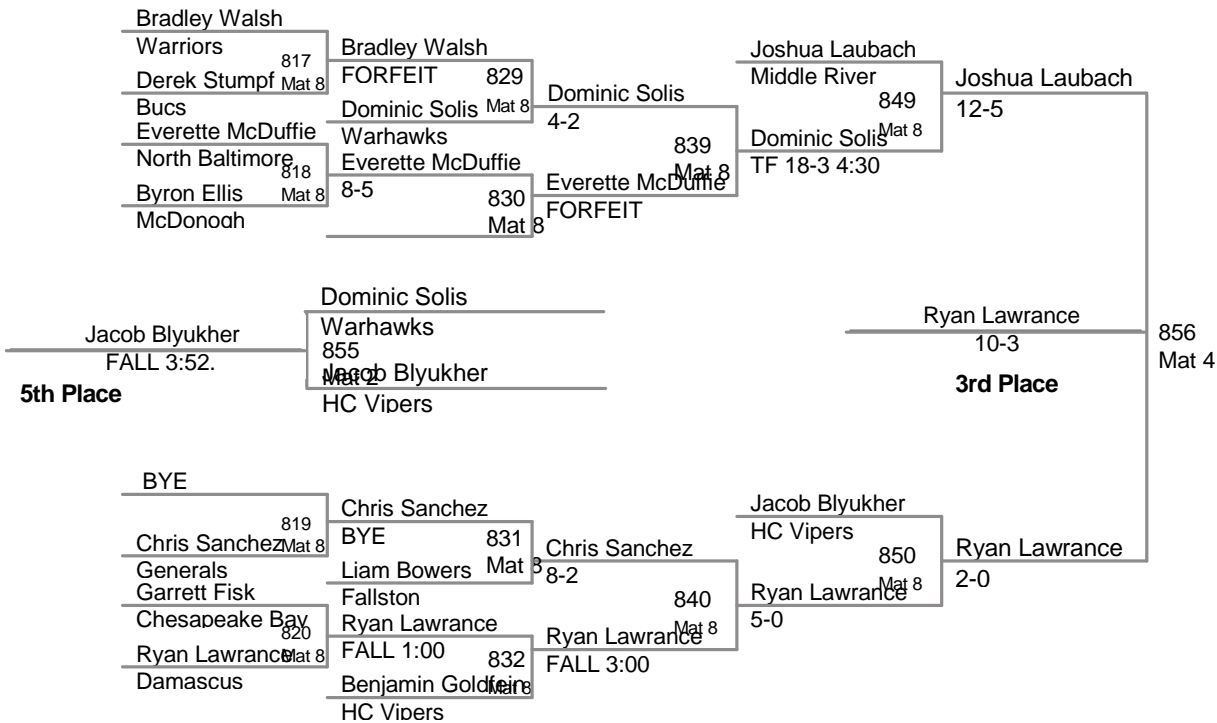 Bradley Walsh
Warriors
817
Mat 8
Derek Stumpf
Bucs
Everette McDuffie
North Baltimore
818
Mat 8
Byron Ellis
McDonogh
Bradley Walsh
FORFEIT
829
Mat 8
Dominic Solis
Warhawks
Everette McDuffie
8-5
830
Mat 8
Dominic Solis
4-2
839
Mat 8
Everette McDuffie
FORFEIT
Joshua Laubach
Middle River
849
Mat 8
Dominic Solis
TF 18-3 4:30
Joshua Laubach
12-5
Dominic Solis
Warhawks
855
Mat 2
Jacob Blyukher
HC Vipers
Jacob Blyukher
FALL 3:52.
5th Place
Ryan Lawrance
10-3
3rd Place
856
Mat 4
BYE
819
Mat 8
Chris Sanchez
Generals
Garrett Fisk
Chesapeake Bay
820
Mat 8
Ryan Lawrance
Damascus
Chris Sanchez
BYE
831
Mat 8
Liam Bowers
Fallston
Ryan Lawrance
FALL 1:00
832
Mat 8
Benjamin Goldfein
HC Vipers
Chris Sanchez
8-2
840
Mat 8
Ryan Lawrance
FALL 3:00
Jacob Blyukher
HC Vipers
850
Mat 8
Ryan Lawrance
5-0
Ryan Lawrance
2-0